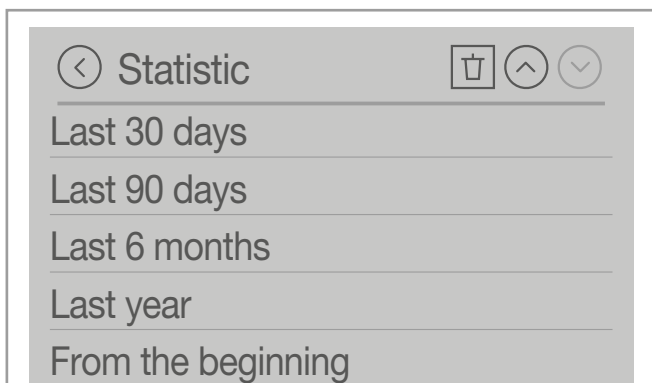 Statistic
Last 30 days
Last 90 days
Last 6 months
Last year
From the beginning